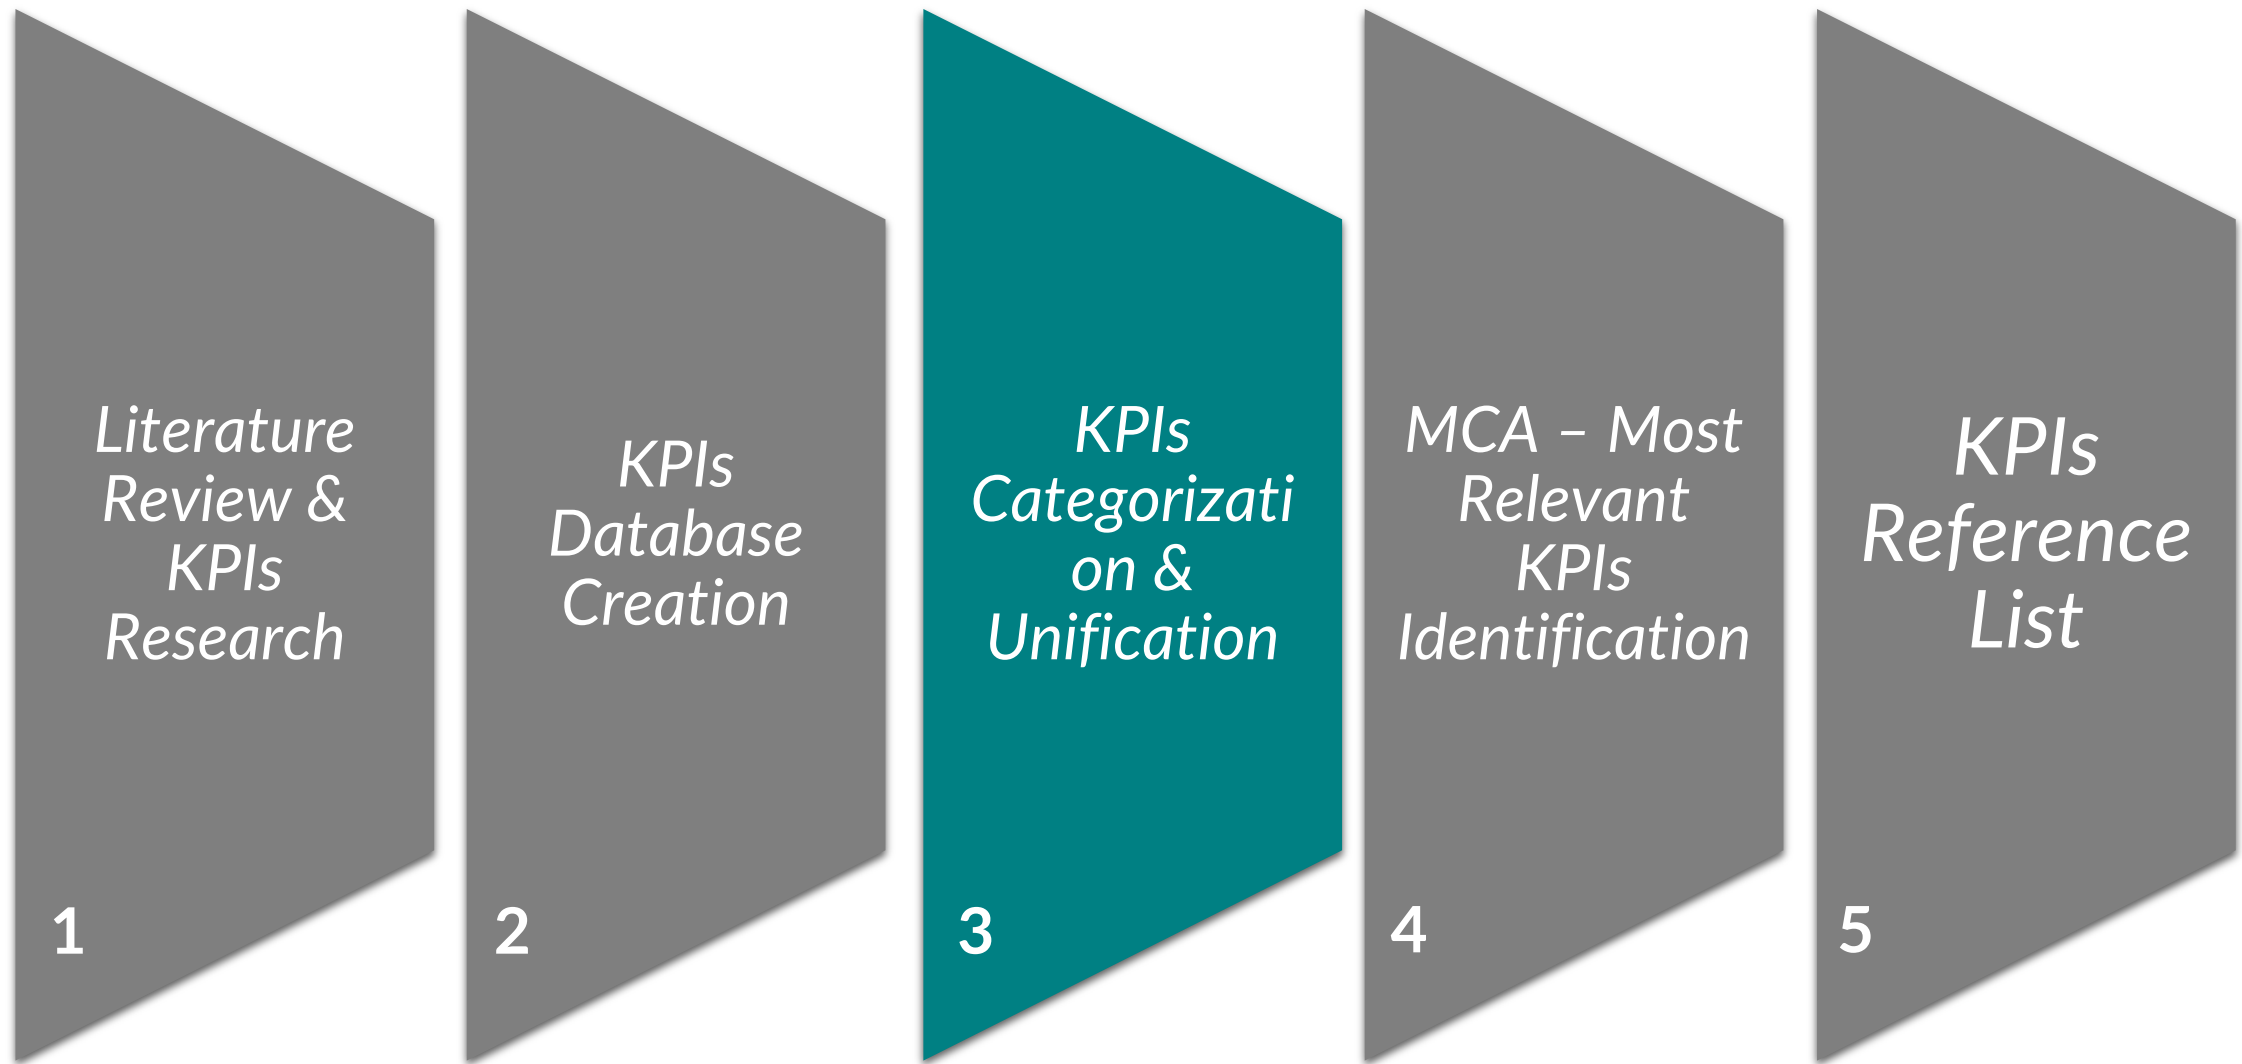 Literature
Review &
KPIs
Research
1
KPIs
Database
Creation
2
KPIs
Categorizati
on &
Unification
3
MCA – Most
Relevant
KPIs
Identification
4
KPIs
Reference
List
5